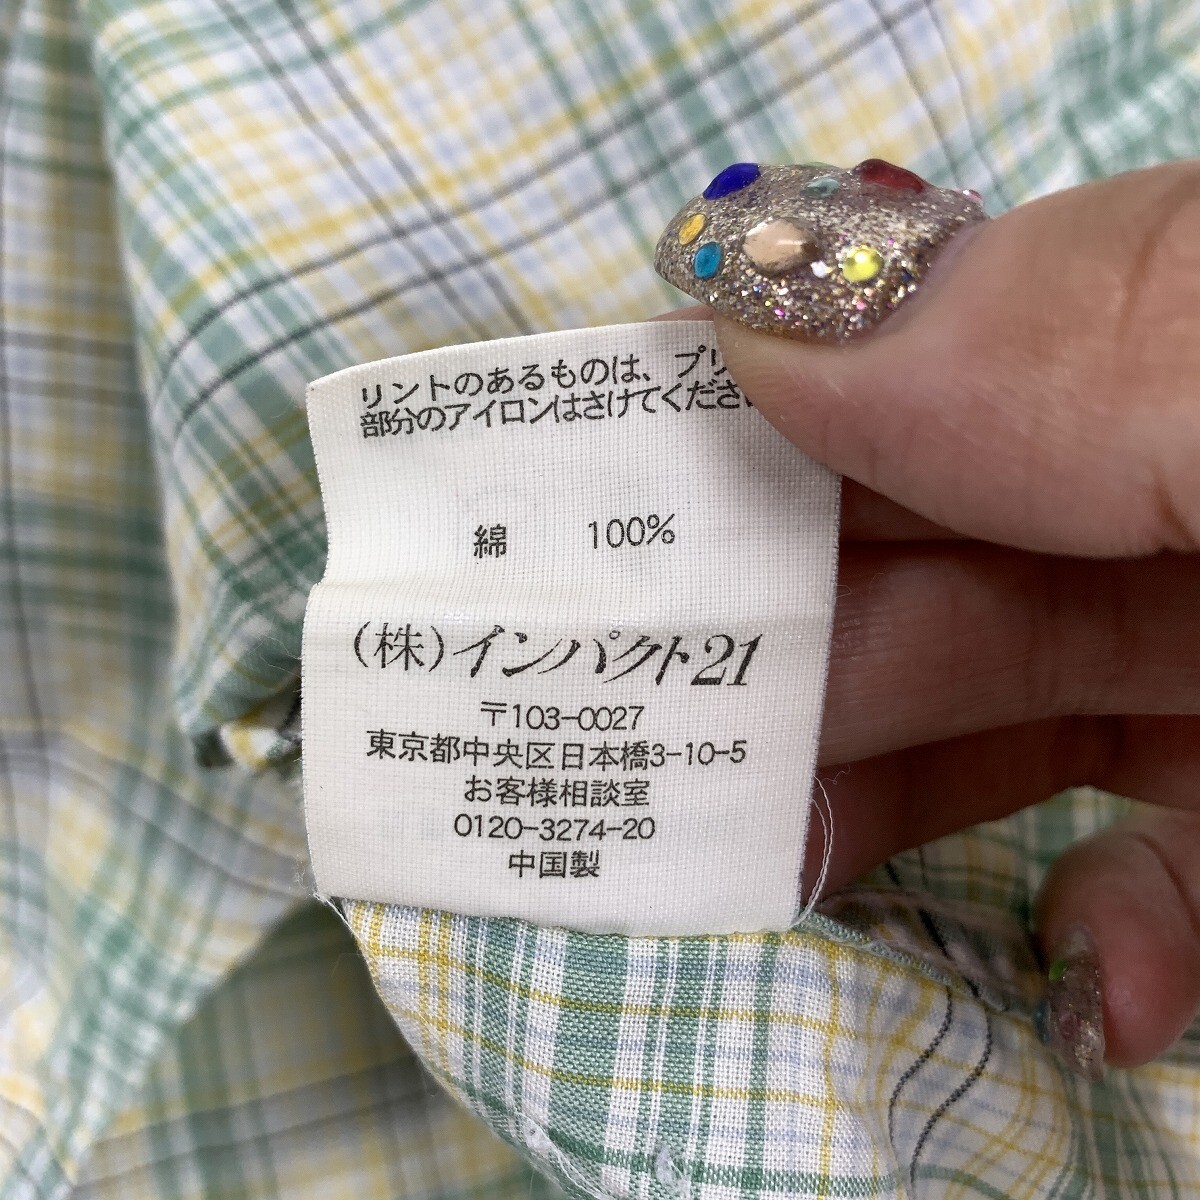 リントのあるものは、プリ
部分のアイロンはさけてくださ
綿 100%
(株)インパクト21
〒103-0027
東京都中央区日本橋3-10-5
お客様相談室
0120-3274-20
中国製